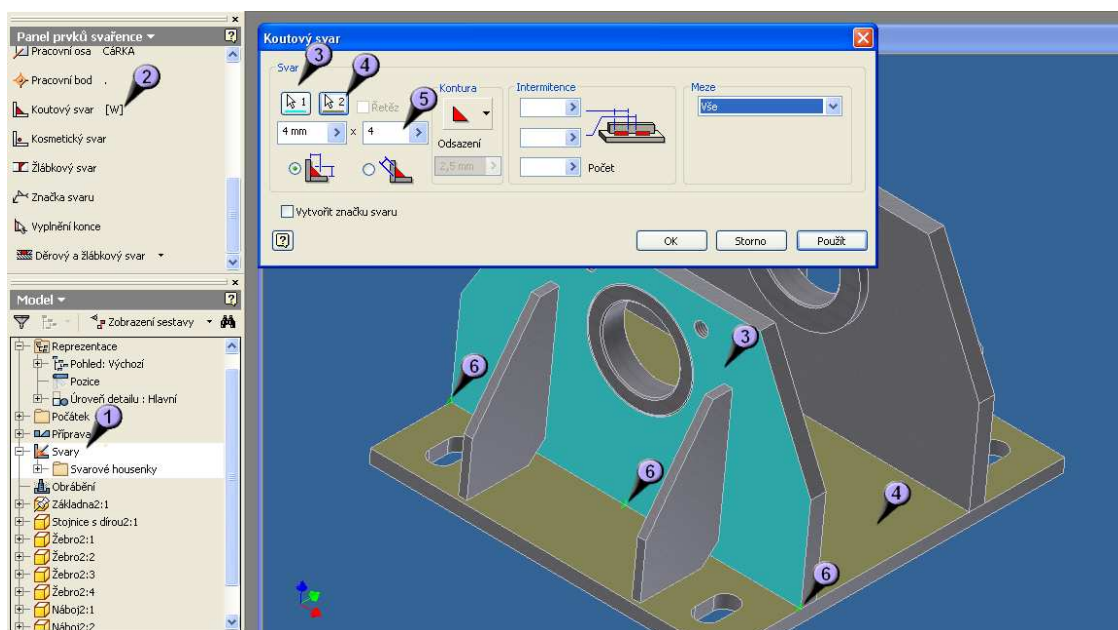 Panel prvků svařence
Pracovní osa CáRKA
Pracovní bod .
2
Koutový svar [W]
Kosmetický svar
Žlábkový svar
Značka svaru
Vyplnění konce
Děrový a žlábkový svar
Model
Zobrazení sestavy
Reprezentace
Pohled: Výchozí
Pozice
Úroveň detailu : Hlavní
Počátek
1
Příprava
Svary
Svarové housenky
Obrábění
Základna2:1
Stojnice s dírou2:1
Žebro2:1
Žebro2:2
Žebro2:3
Žebro2:4
Náboj2:1
Náboj2:2
Koutový svar
Svar
3
4
1
2
Řetěz
5
4 mm x 4
Kontura
Odsazení
2,5 mm
Intermitence
Počet
Meze
Vše
Vytvořit značku svaru
OK
Storno
Použít
3
6
6
4
6